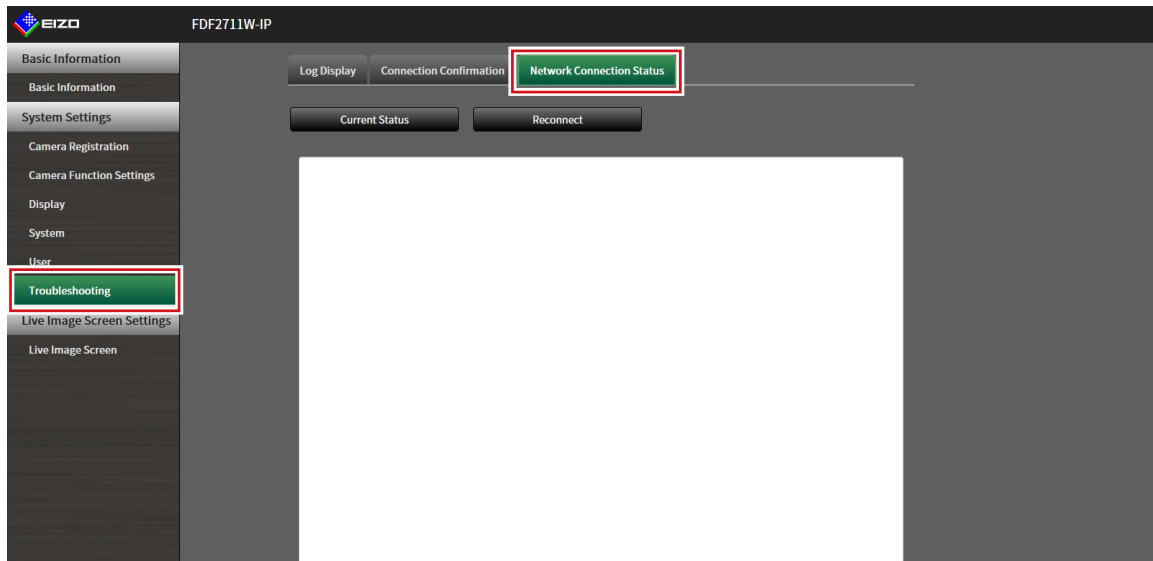 EIZO FDF2711W-IP
Basic Information
Basic Information
System Settings
Camera Registration
Camera Function Settings
Display
System
User
Troubleshooting
Live Image Screen Settings
Live Image Screen
Log Display Connection Confirmation Network Connection Status
Current Status Reconnect